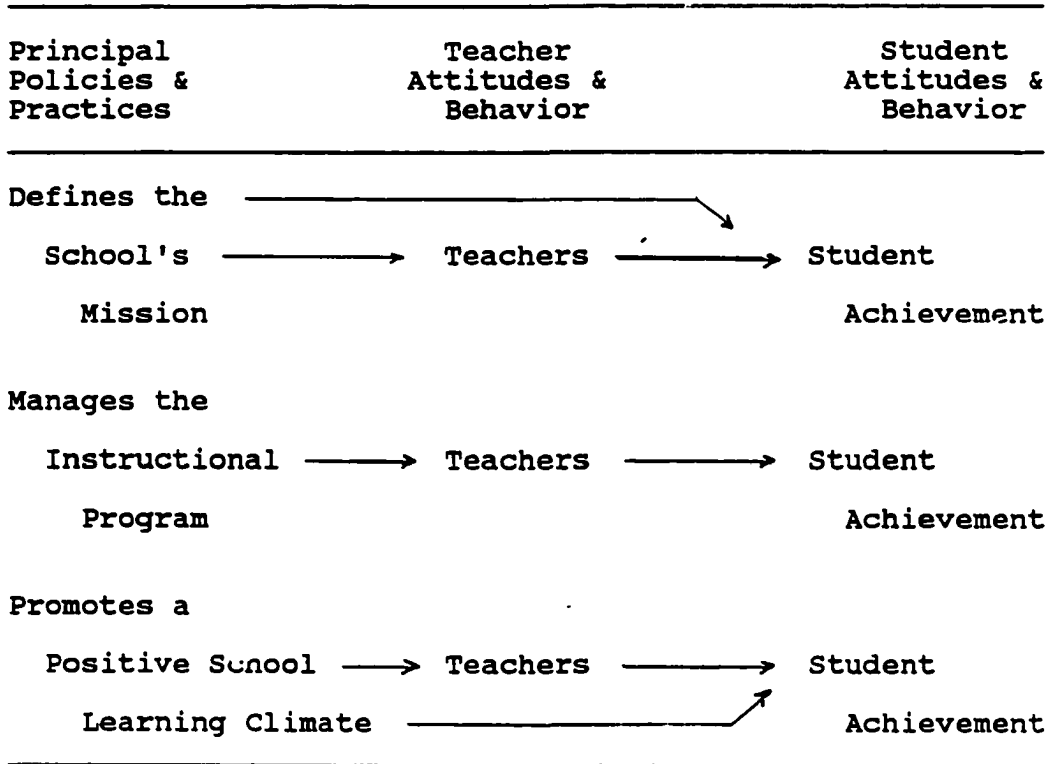 Principal Teacher Student
Policies & Attitudes & Attitudes &
Practices Behavior Behavior
Defines the
School's Teachers Student
Mission Achievement
Manages the
Instructional Teachers Student
Program Achievement
Promotes a
Positive School Teachers Student
Learning Climate Achievement